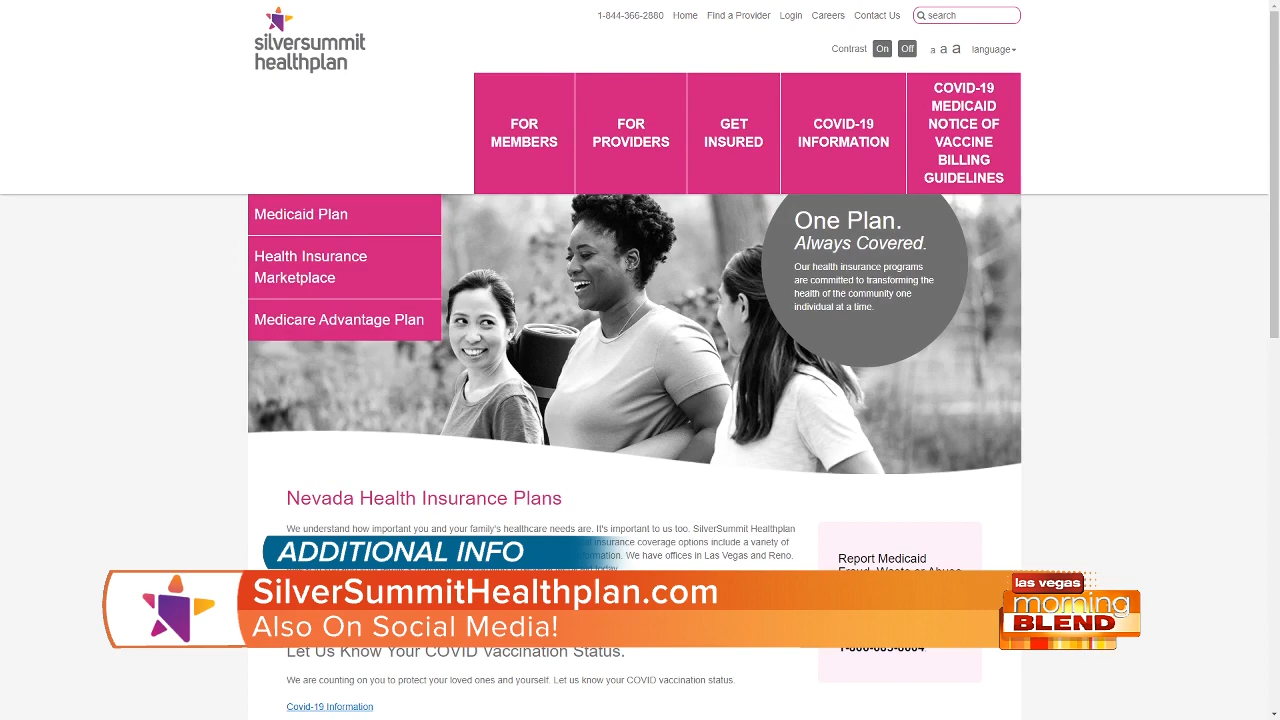 1-844-366-2880 Home Find a Provider Login Careers Contact Us search
silversummit
healthplan
Contrast On Off a a a language
FOR
MEMBERS
FOR
PROVIDERS
GET
INSURED
COVID-19
INFORMATION
COVID-19
MEDICAID
NOTICE OF
VACCINE
BILLING
GUIDELINES
Medicaid Plan
Health Insurance
Marketplace
Medicare Advantage Plan
One Plan.
Always Covered.
Our health insurance programs
are committed to transforming the
health of the community one
individual at a time.
Nevada Health Insurance Plans
We understand how important you and your family's healthcare needs are. It's important to us too. SilverSummit Healthplan
insurance coverage options include a variety of
We have offices in Las Vegas and Reno.
Report Medicaid
ADDITIONAL INFO
SilverSummitHealthplan.com
Also On Social Media!
las vegas
morning
BLEND
Let Us Know Your COVID Vaccination Status.
We are counting on you to protect your loved ones and yourself. Let us know your COVID vaccination status.
Covid-19 Information